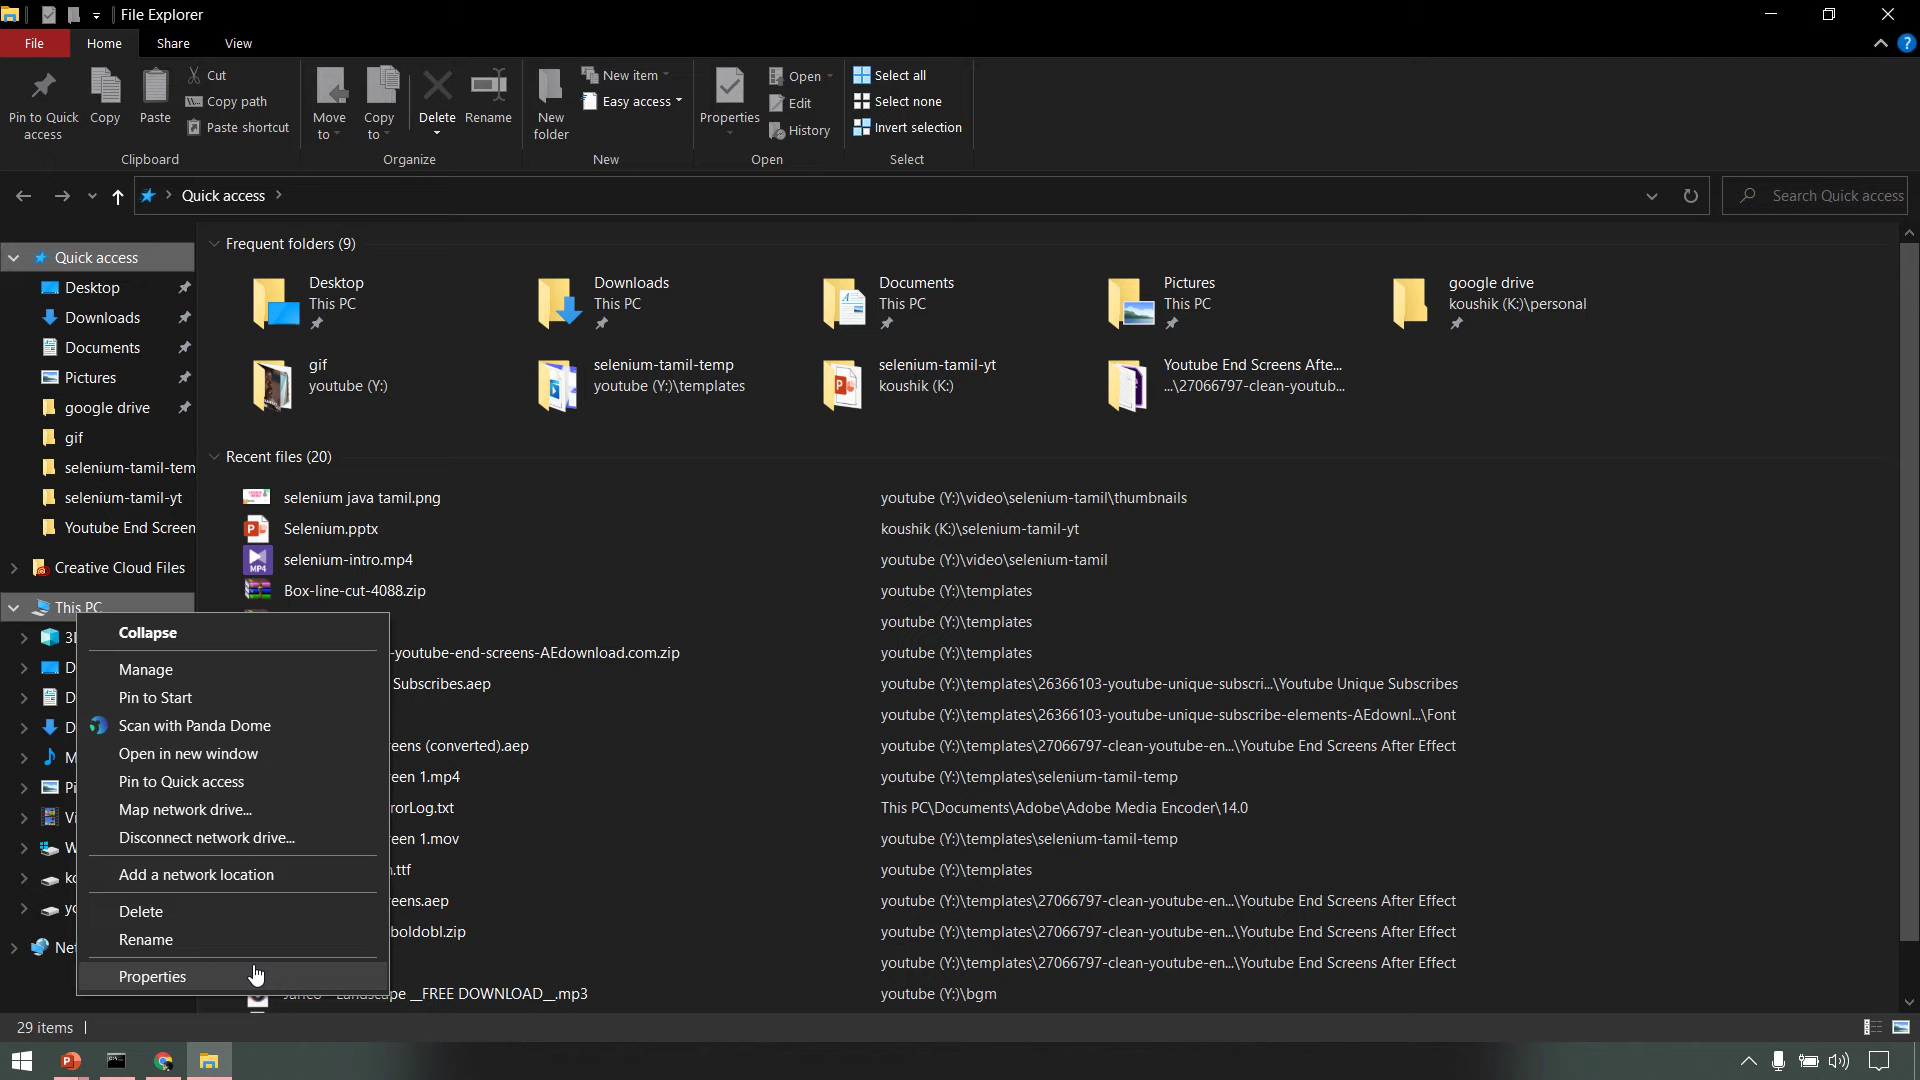 File Explorer
File
Home
Share
View
Pin to Quick access
Copy
Paste
Cut
Copy path
Paste shortcut
Clipboard
Move to
Copy to
Delete
Rename
Organize
New folder
New item
Easy access
New
Properties
Open
Edit
History
Open
Select all
Select none
Invert selection
Select
Quick access
Search Quick access
Quick access
Desktop
Downloads
Documents
Pictures
google drive
gif
selenium-tamil-tem
selenium-tamil-yt
Youtube End Screen
Creative Cloud Files
This PC
Collapse
Manage
Pin to Start
Scan with Panda Dome
Open in new window
Pin to Quick access
Map network drive...
Disconnect network drive...
Add a network location
Delete
Rename
Properties
Frequent folders (9)
Desktop
This PC
Downloads
This PC
Documents
This PC
Pictures
This PC
google drive
koushik (K:)\personal
gif
youtube (Y:)
selenium-tamil-temp
youtube (Y:)\templates
selenium-tamil-yt
koushik (K:)
Youtube End Screens Afte...
...\27066797-clean-youtub...
Recent files (20)
selenium java tamil.png youtube (Y:)\video\selenium-tamil\thumbnails
Selenium.pptx koushik (K:)\selenium-tamil-yt
selenium-intro.mp4 youtube (Y:)\video\selenium-tamil
Box-line-cut-4088.zip youtube (Y:)\templates
youtube (Y:)\templates
-youtube-end-screens-AEdownload.com.zip youtube (Y:)\templates
Subscribes.aep youtube (Y:)\templates\26366103-youtube-unique-subscri...\Youtube Unique Subscribes
youtube (Y:)\templates\26366103-youtube-unique-subscribe-elements-AEdownl...\Font
eens (converted).aep youtube (Y:)\templates\27066797-clean-youtube-en...\Youtube End Screens After Effect
een 1.mp4 youtube (Y:)\templates\selenium-tamil-temp
rorLog.txt This PC\Documents\Adobe\Adobe Media Encoder\14.0
een 1.mov youtube (Y:)\templates\selenium-tamil-temp
.ttf youtube (Y:)\templates
eens.aep youtube (Y:)\templates\27066797-clean-youtube-en...\Youtube End Screens After Effect
boldobl.zip youtube (Y:)\templates\27066797-clean-youtube-en...\Youtube End Screens After Effect
youtube (Y:)\templates\27066797-clean-youtube-en...\Youtube End Screens After Effect
Landscape __FREE DOWNLOAD__.mp3 youtube (Y:)\bgm
29 items